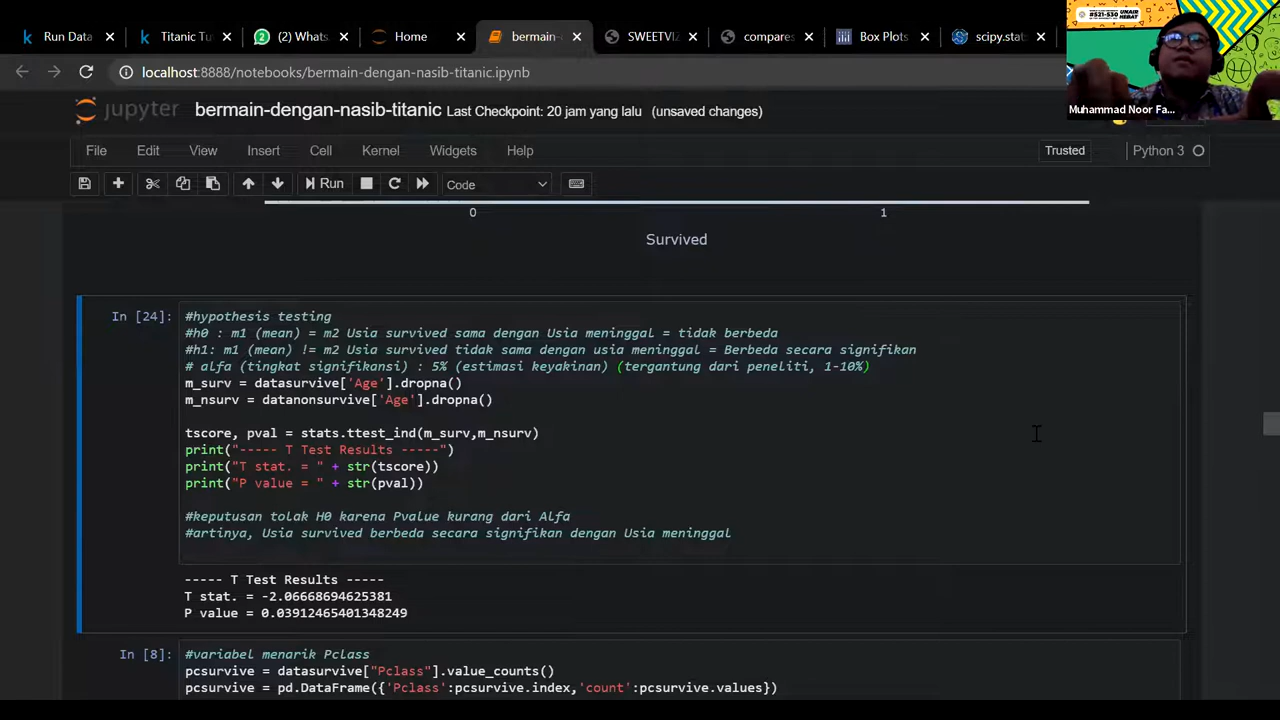 Run Data
Titanic Tu
(2) Whats
Home
bermain-
SWEETVIZ
compares
Box Plots
scipy.stat
#521-530
UNAIR
HEBAT
localhost:8888/notebooks/bermain-dengan-nasib-titanic.ipynb
Muhammad Noor Fa...
jupyter
bermain-dengan-nasib-titanic Last Checkpoint: 20 jam yang lalu (unsaved changes)
File Edit View Insert Cell Kernel Widgets Help
Trusted
Python 3
Run
Code
0 1
Survived
In [24]:
#hypothesis testing
#h0 : m1 (mean) = m2 Usia survived sama dengan Usia meninggal = tidak berbeda
#h1: m1 (mean) != m2 Usia survived tidak sama dengan usia meninggal = Berbeda secara signifikan
# alfa (tingkat signifikansi) : 5% (estimasi keyakinan) (tergantung dari peneliti, 1-10%)
m_surv = datasurvive['Age'].dropna()
m_nsurv = datanonsurvive['Age'].dropna()
tscore, pval = stats.ttest_ind(m_surv,m_nsurv)
print("----- T Test Results -----")
print("T stat. = " + str(tscore))
print("P value = " + str(pval))
#keputusan tolak H0 karena Pvalue kurang dari Alfa
#artinya, Usia survived berbeda secara signifikan dengan Usia meninggal
----- T Test Results -----
T stat. = -2.06668694625381
P value = 0.03912465401348249
In [8]:
#variabel menarik Pclass
pcsurvive = datasurvive["Pclass"].value_counts()
pcsurvive = pd.DataFrame({'Pclass':pcsurvive.index,'count':pcsurvive.values})